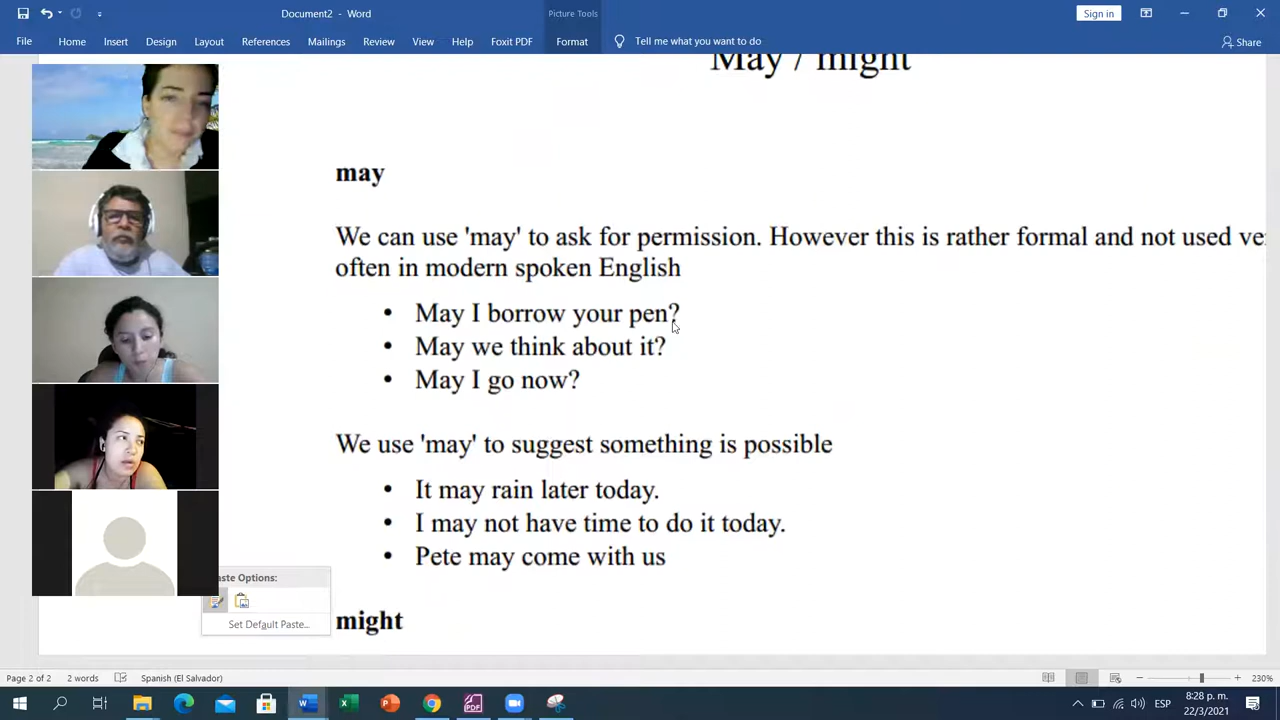 Document2 - Word
Picture Tools
Sign in
File
Home
Insert
Design
Layout
References
Mailings
Review
View
Help
Foxit PDF
Format
Tell me what you want to do
Share
May / might
may
We can use 'may' to ask for permission. However this is rather formal and not used
often in modern spoken English
• May I borrow your pen?
• May we think about it?
• May I go now?
We use 'may' to suggest something is possible
• It may rain later today.
• I may not have time to do it today.
• Pete may come with us
Options:
Set Default Paste...
might
Page 2 of 2
2 words
Spanish (El Salvador)
230%
ESP
8:28 p. m.
22/3/2021